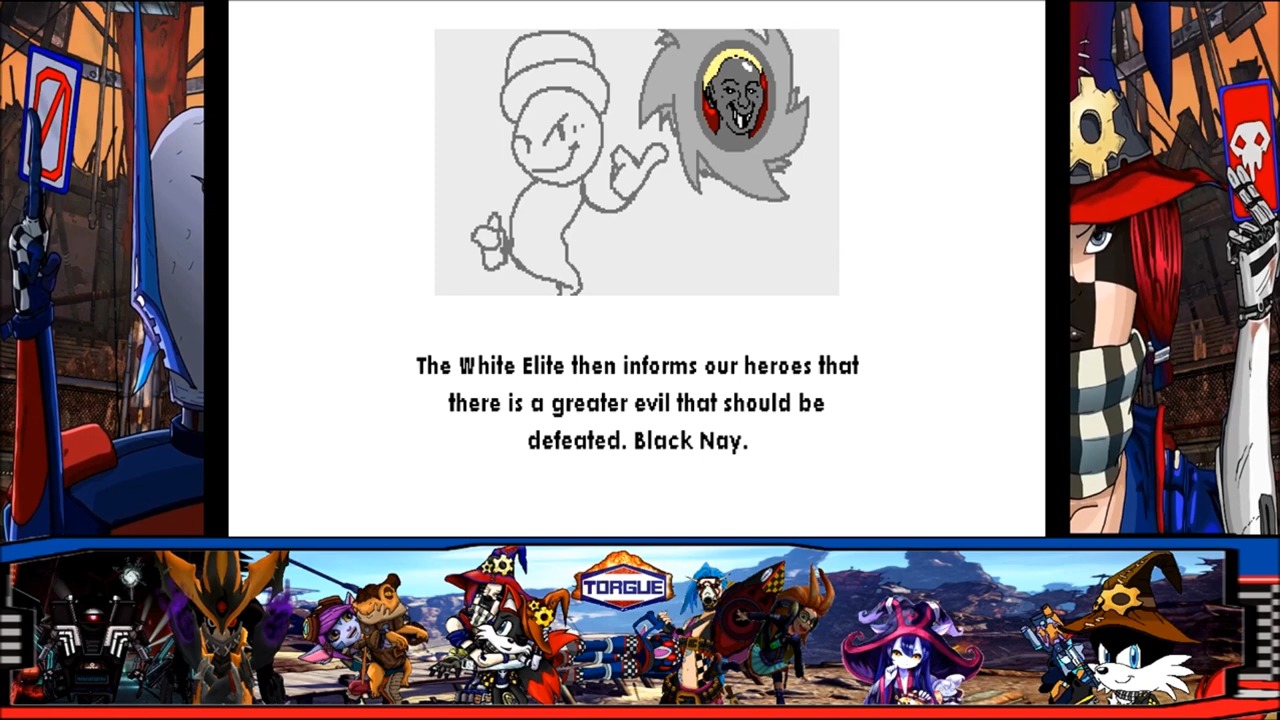 The White Elite then informs our heroes that
there is a greater evil that should be
defeated. Black Nay.
TORGUE